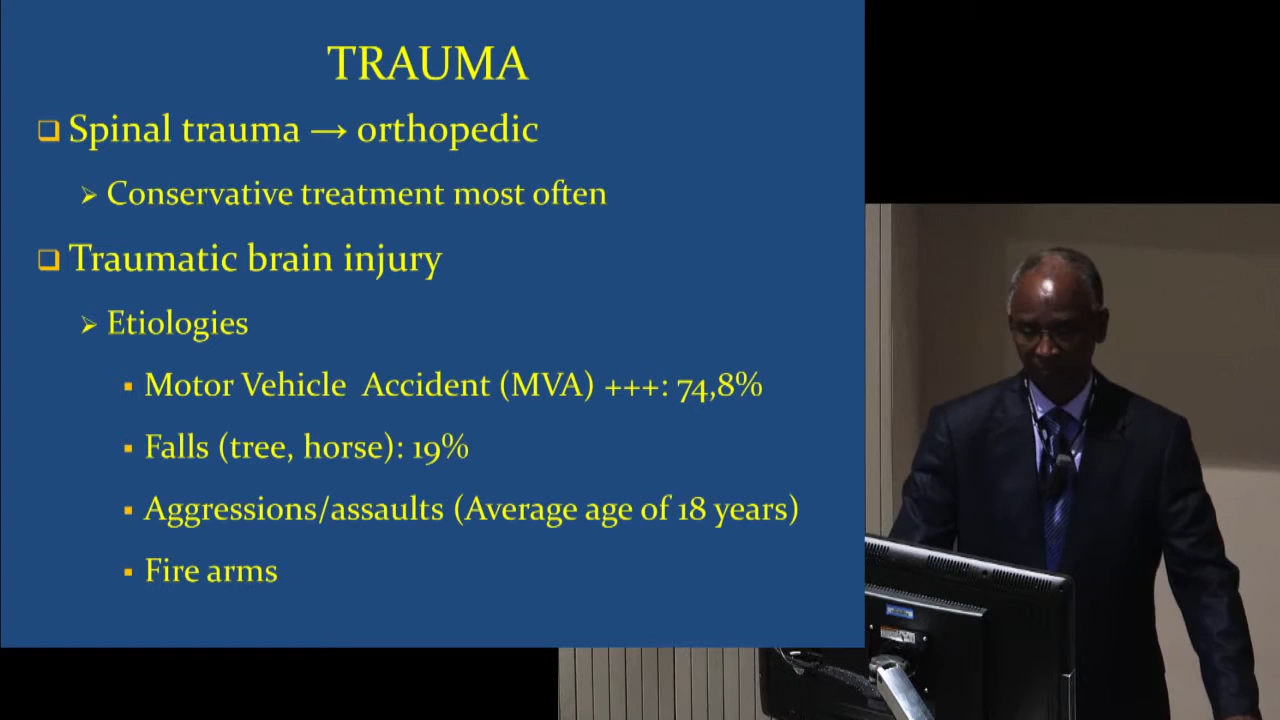 TRAUMA
Spinal trauma → orthopedic
Conservative treatment most often
Traumatic brain injury
Etiologies
Motor Vehicle Accident (MVA) +++: 74,8%
Falls (tree, horse): 19%
Aggressions/assaults (Average age of 18 years)
Fire arms